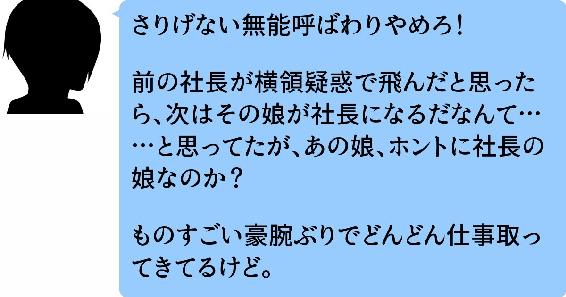 さりげない無能呼ばわりやめろ!
前の社長が横領疑惑で飛んだと思った
ら、次はその娘が社長になるだなんて…
…と思ってたが、あの娘、ホントに社長の
娘なのか?
ものすごい豪腕ぶりでどんどん仕事取っ
てきてるけど。